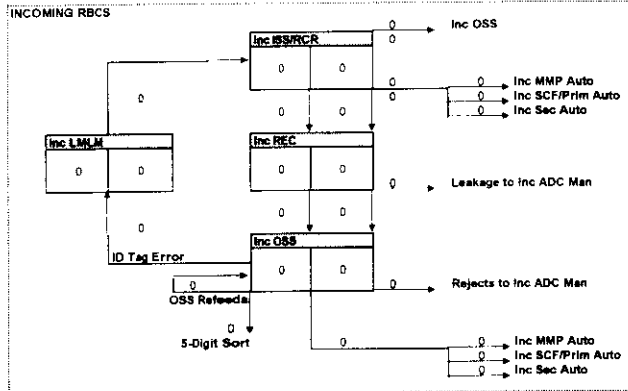 INCOMING RBCS
0 Inc OSS
0
Inc ISS/RCR
0 0
0 0 0 Inc MMP Auto
0 Inc SCF/Prim Auto
0 Inc Sec Auto
0
0 0
Inc LMLM Inc REC
0 0 0 0
0 Leakage to Inc ADC Man
0 0 0
Inc OSS
ID Tag Error
0 0
0 0 Rejects to Inc ADC Man
OSS Refeeds
0
5-Digit Sort
0 0 Inc MMP Auto
0 Inc SCF/Prim Auto
0 Inc Sec Auto